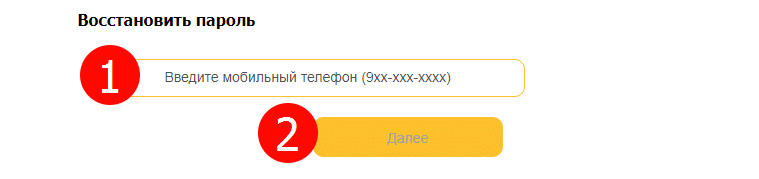 Восстановить пароль
1 Введите мобильный телефон (9xx-xxx-xxxx)
2 Далее